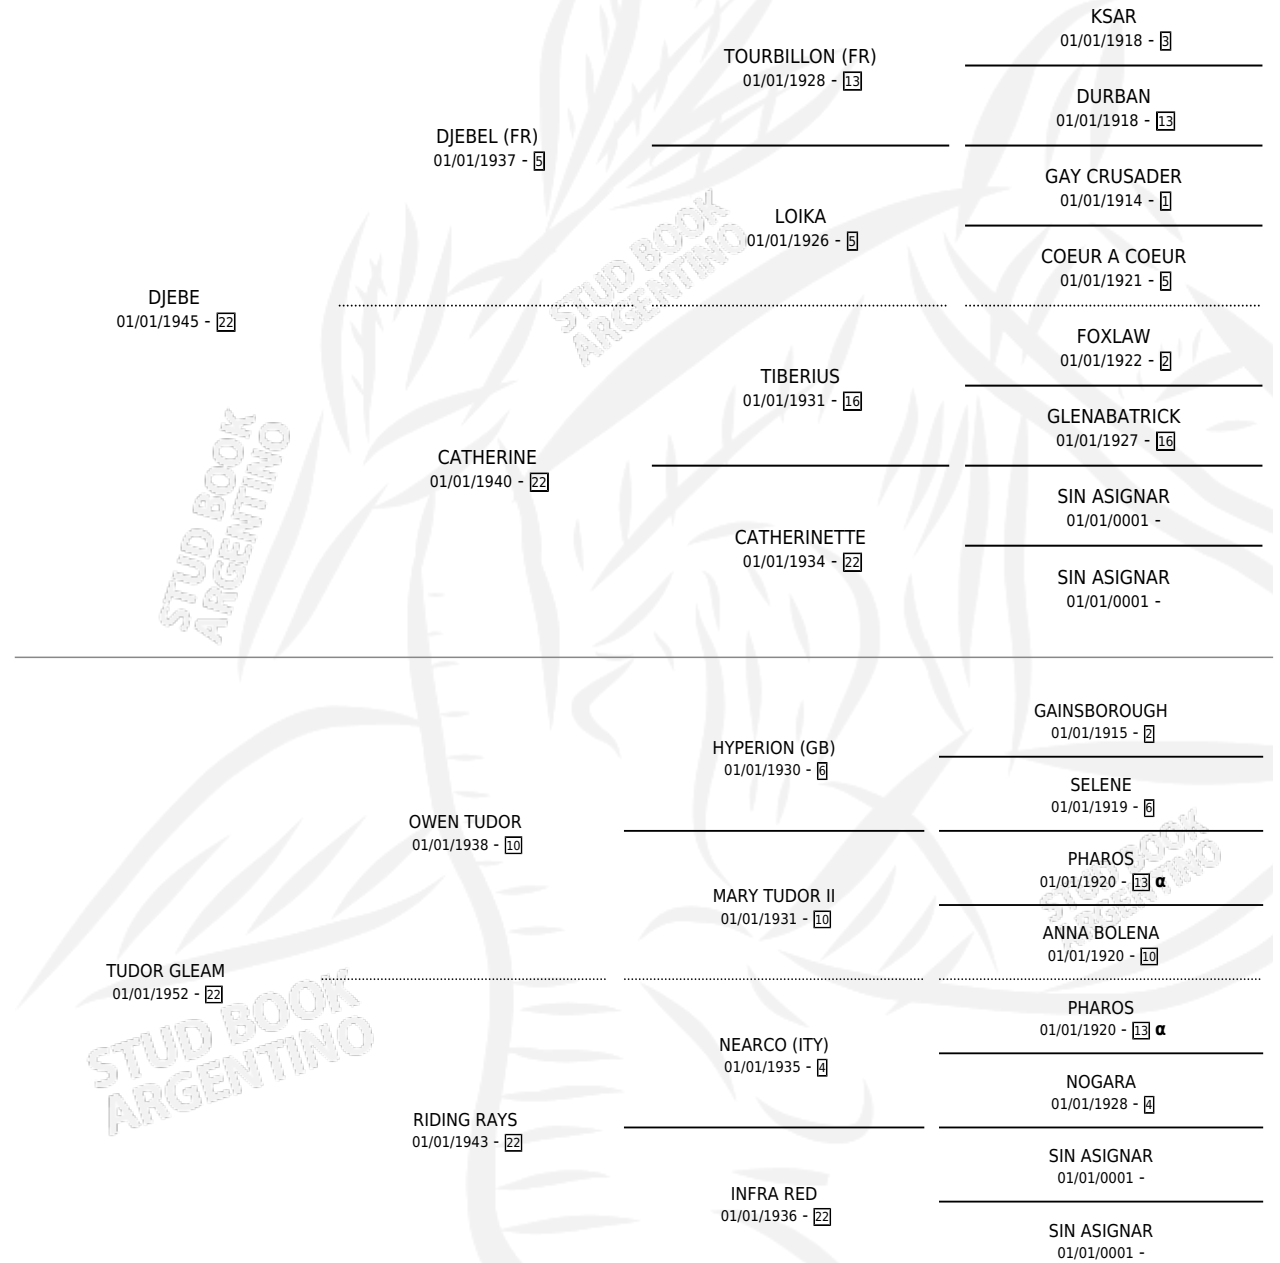 KSAR
01/01/1918 - 3
TOURBILLON (FR)
01/01/1928 - 13
DURBAN
01/01/1918 - 13
DJEBEL (FR)
01/01/1937 - 5
GAY CRUSADER
01/01/1914 - 1
LOIKA
01/01/1926 - 5
COEUR A COEUR
01/01/1921 - 5
DJEBE
01/01/1945 - 22
FOXLAW
01/01/1922 - 2
TIBERIUS
01/01/1931 - 16
GLENABATRICK
01/01/1927 - 16
CATHERINE
01/01/1940 - 22
SIN ASIGNAR
01/01/0001 -
CATHERINETTE
01/01/1934 - 22
SIN ASIGNAR
01/01/0001 -
GAINSBOROUGH
01/01/1915 - 2
HYPERION (GB)
01/01/1930 - 6
SELENE
01/01/1919 - 6
OWEN TUDOR
01/01/1938 - 10
PHAROS
01/01/1920 - 13 α
MARY TUDOR II
01/01/1931 - 10
ANNA BOLENA
01/01/1920 - 10
TUDOR GLEAM
01/01/1952 - 22
PHAROS
01/01/1920 - 13 α
NEARCO (ITY)
01/01/1935 - 4
NOGARA
01/01/1928 - 4
RIDING RAYS
01/01/1943 - 22
SIN ASIGNAR
01/01/0001 -
INFRA RED
01/01/1936 - 22
SIN ASIGNAR
01/01/0001 -
STUD BOOK
ARGENTINO
STUD BOOK
ARGENTINO
STUD BOOK
ARGENTINO
STUD BOOK
ARGENTINO